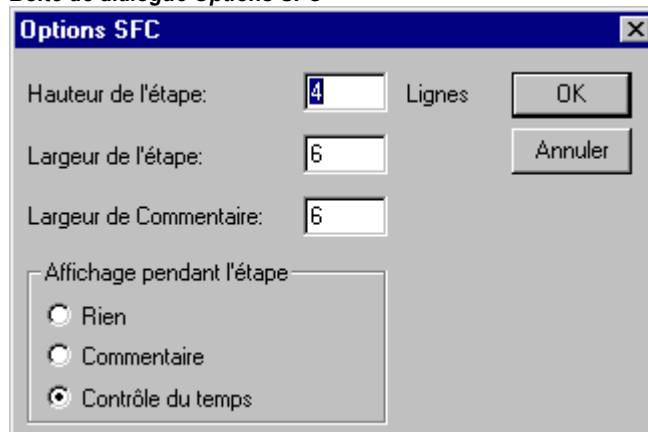 Boîte de dialogue Options SFC
Options SFC
Hauteur de l'étape: 4 Lignes OK
Largeur de l'étape: 6 Annuler
Largeur de Commentaire: 6
Affichage pendant l'étape
Rien
Commentaire
Contrôle du temps